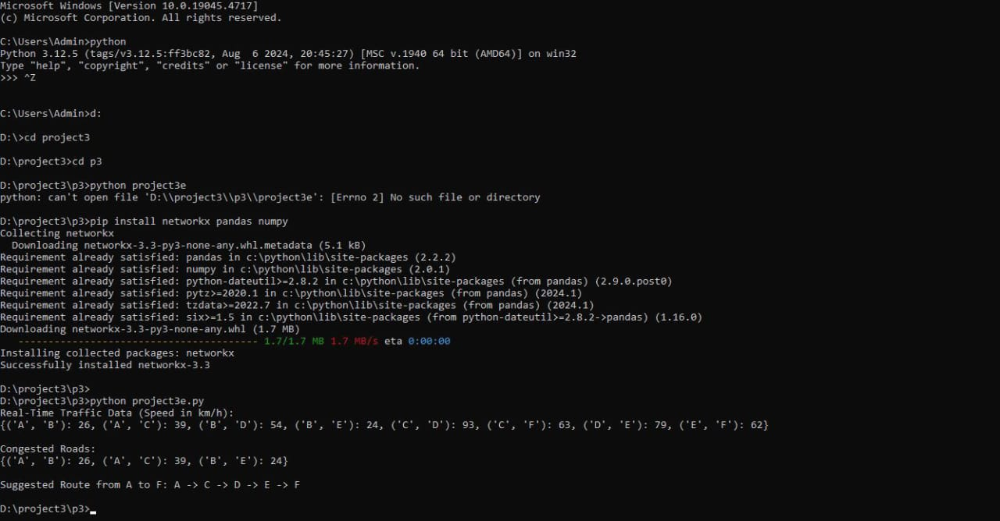 Microsoft Windows [Version 10.0.19045.4717]
(c) Microsoft Corporation. All rights reserved.
C:\Users\Admin>python
Python 3.12.5 (tags/v3.12.5:ff3bc82, Aug  6 2024, 20:45:27) [MSC v.1940 64 bit (AMD64)] on win32
Type "help", "copyright", "credits" or "license" for more information.
>>> ^Z
C:\Users\Admin>d:
D:\>cd project3
D:\project3>cd p3
D:\project3\p3>python project3e
python: can't open file 'D:\\project3\\p3\\project3e': [Errno 2] No such file or directory
D:\project3\p3>pip install networkx pandas numpy
Collecting networkx
  Downloading networkx-3.3-py3-none-any.whl.metadata (5.1 kB)
Requirement already satisfied: pandas in c:\python\lib\site-packages (2.2.2)
Requirement already satisfied: numpy in c:\python\lib\site-packages (2.0.1)
Requirement already satisfied: python-dateutil>=2.8.2 in c:\python\lib\site-packages (from pandas) (2.9.0.post0)
Requirement already satisfied: pytz>=2020.1 in c:\python\lib\site-packages (from pandas) (2024.1)
Requirement already satisfied: tzdata>=2022.7 in c:\python\lib\site-packages (from pandas) (2024.1)
Requirement already satisfied: six>=1.5 in c:\python\lib\site-packages (from python-dateutil>=2.8.2->pandas) (1.16.0)
Downloading networkx-3.3-py3-none-any.whl (1.7 MB)
   ---------------------------------------- 1.7/1.7 MB 1.7 MB/s eta 0:00:00
Installing collected packages: networkx
Successfully installed networkx-3.3
D:\project3\p3>
D:\project3\p3>python project3e.py
Real-Time Traffic Data (Speed in km/h):
{('A', 'B'): 26, ('A', 'C'): 39, ('B', 'D'): 54, ('B', 'E'): 24, ('C', 'D'): 93, ('C', 'F'): 63, ('D', 'E'): 79, ('E', 'F'): 62}
Congested Roads:
{('A', 'B'): 26, ('A', 'C'): 39, ('B', 'E'): 24}
Suggested Route from A to F: A -> C -> D -> E -> F
D:\project3\p3>